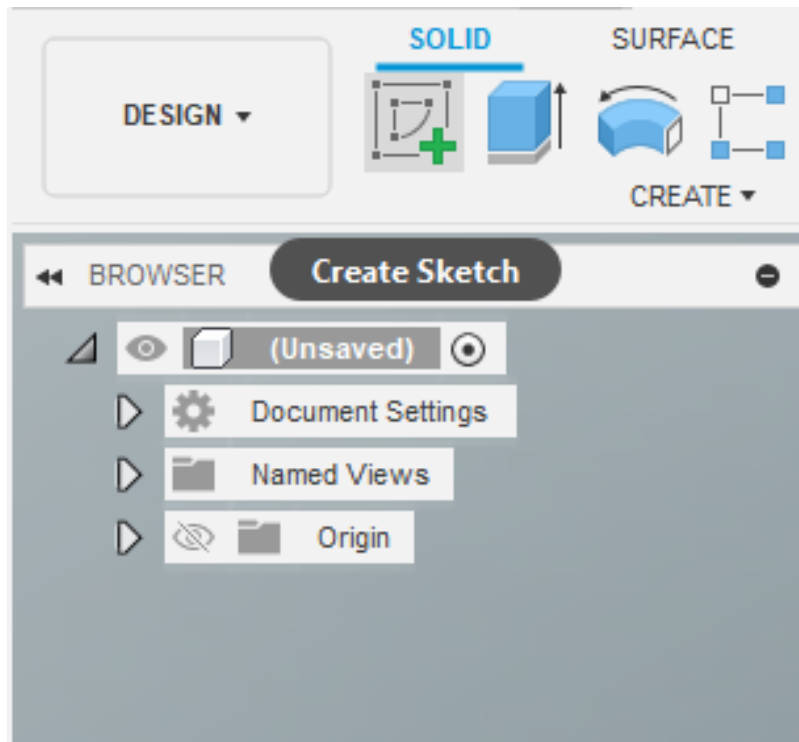 SOLID SURFACE
DESIGN
CREATE
BROWSER
Create Sketch
(Unsaved)
Document Settings
Named Views
Origin